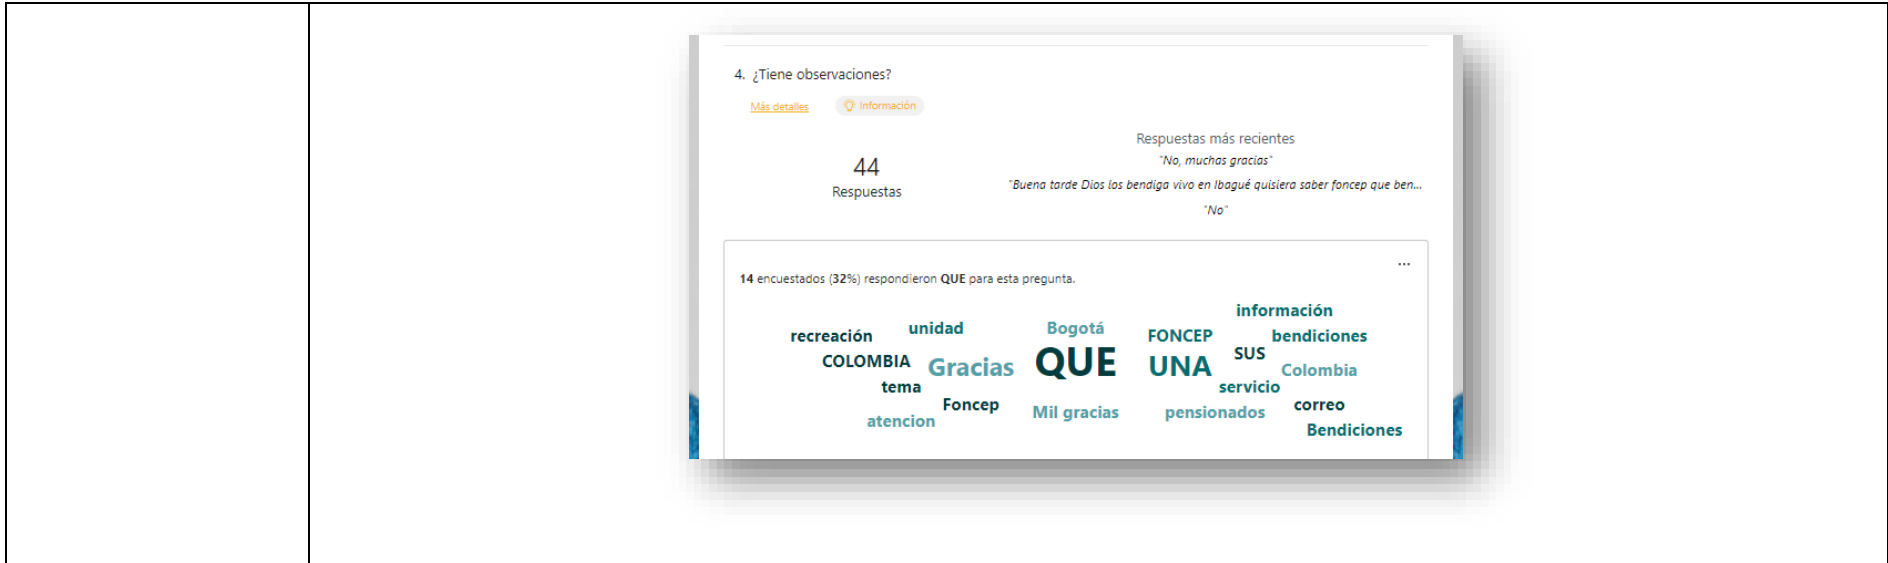 4. ¿Tiene observaciones?
Más detalles
Información
44
Respuestas
Respuestas más recientes
"No, muchas gracias"
"Buena tarde Dios los bendiga vivo en Ibagué quisiera saber foncep que ben...
"No"
...
14 encuestados (32%) respondieron QUE para esta pregunta.
información
recreación unidad Bogotá FONCEP bendiciones
COLOMBIA Gracias QUE UNA SUS Colombia
tema servicio
atencion Foncep Mil gracias pensionados correo
Bendiciones